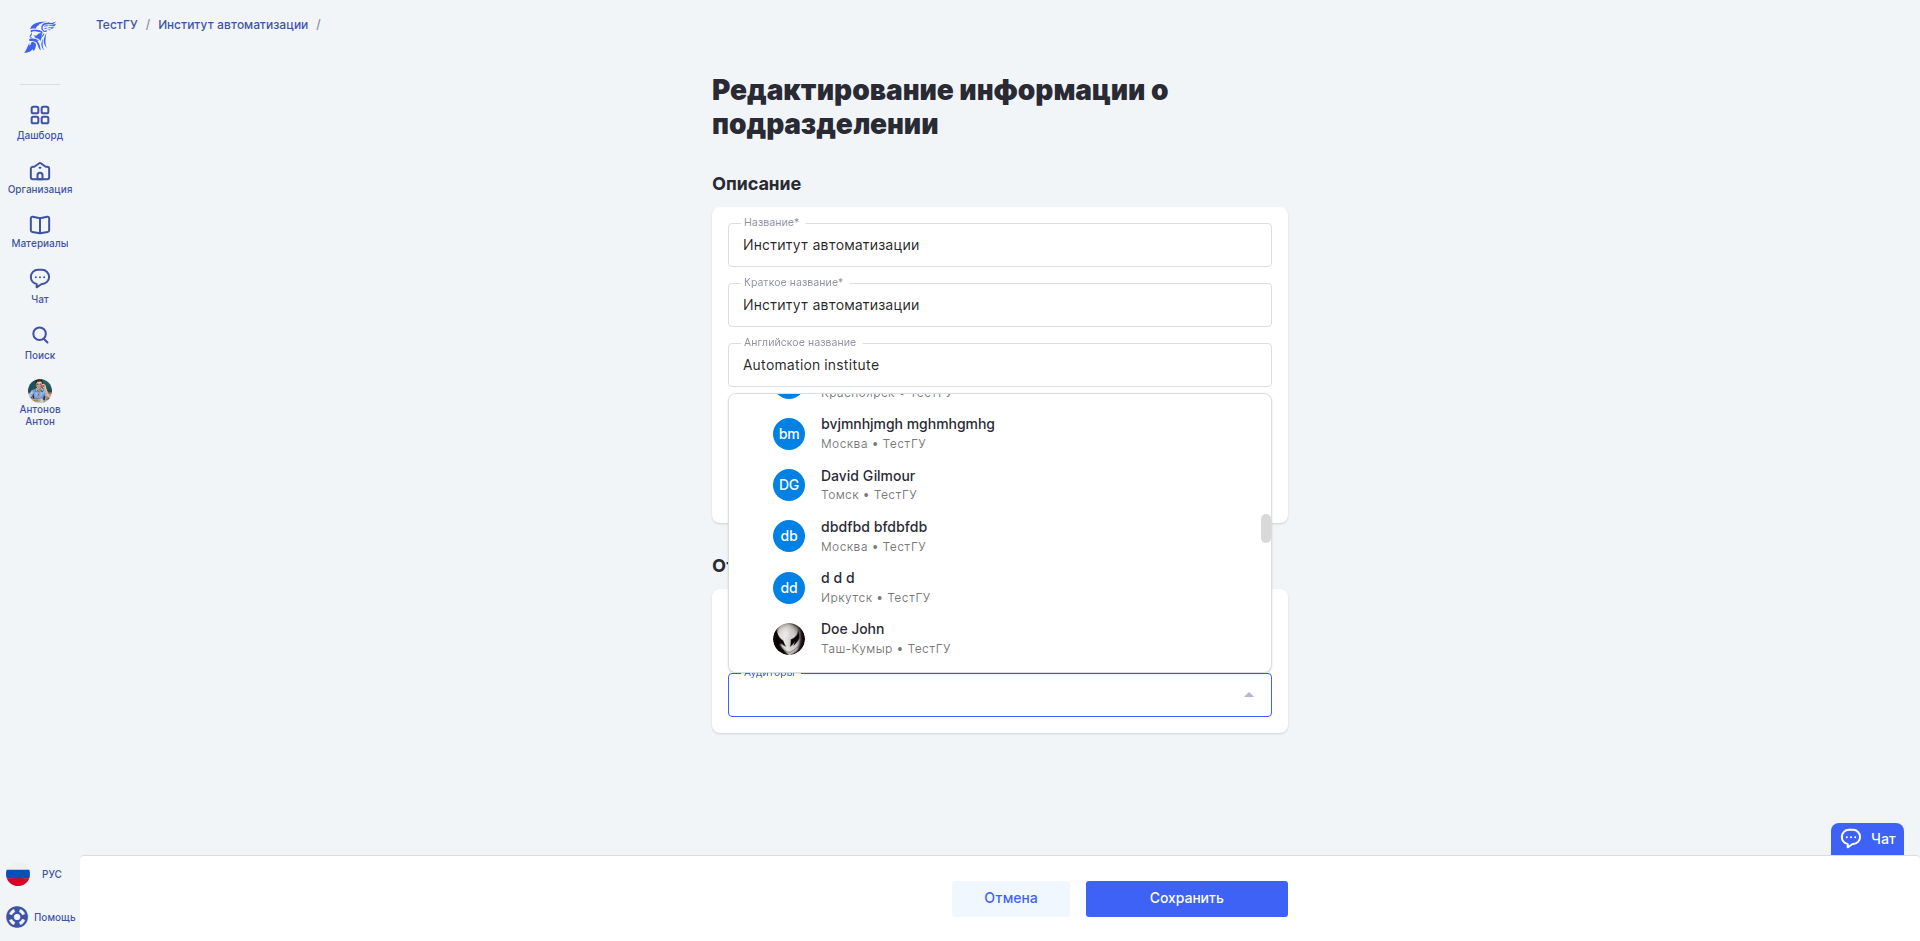 ТестГУ / Институт автоматизации /
Дашборд
Организация
Материалы
Чат
Поиск
Антонов
Антон
РУС
Помощь
Редактирование информации о
подразделении
Описание
Название*
Институт автоматизации
Краткое название*
Институт автоматизации
Английское название
Automation institute
Красноярск • ТестГУ
bm
bvjmnhjmgh mghmhgmhg
Москва • ТестГУ
DG
David Gilmour
Томск • ТестГУ
db
dbdfbd bfdbfdb
Москва • ТестГУ
dd
d d d
Иркутск • ТестГУ
Doe John
Таш-Кумыр • ТестГУ
Аудиторы
Чат
Отмена
Сохранить